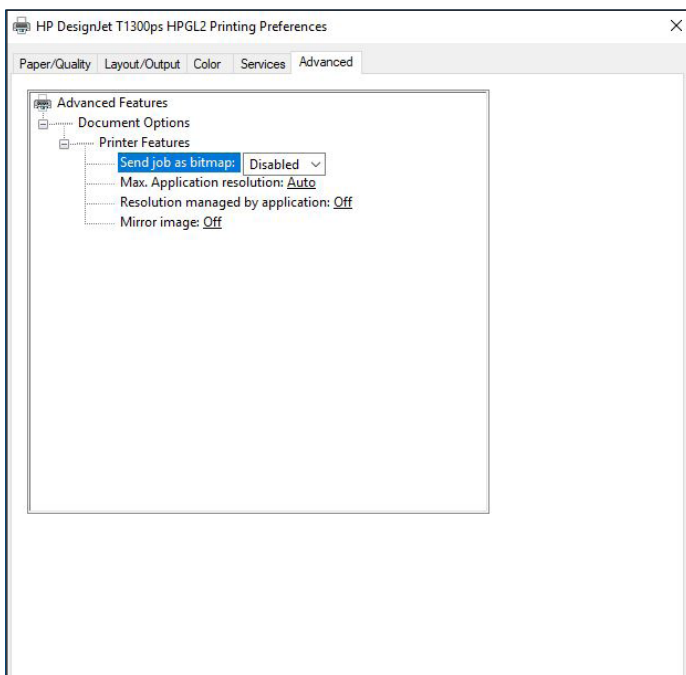 HP DesignJet T1300ps HPGL2 Printing Preferences
Paper/Quality Layout/Output Color Services Advanced
Advanced Features
Document Options
Printer Features
Send job as bitmap: Disabled
Max. Application resolution: Auto
Resolution managed by application: Off
Mirror image: Off